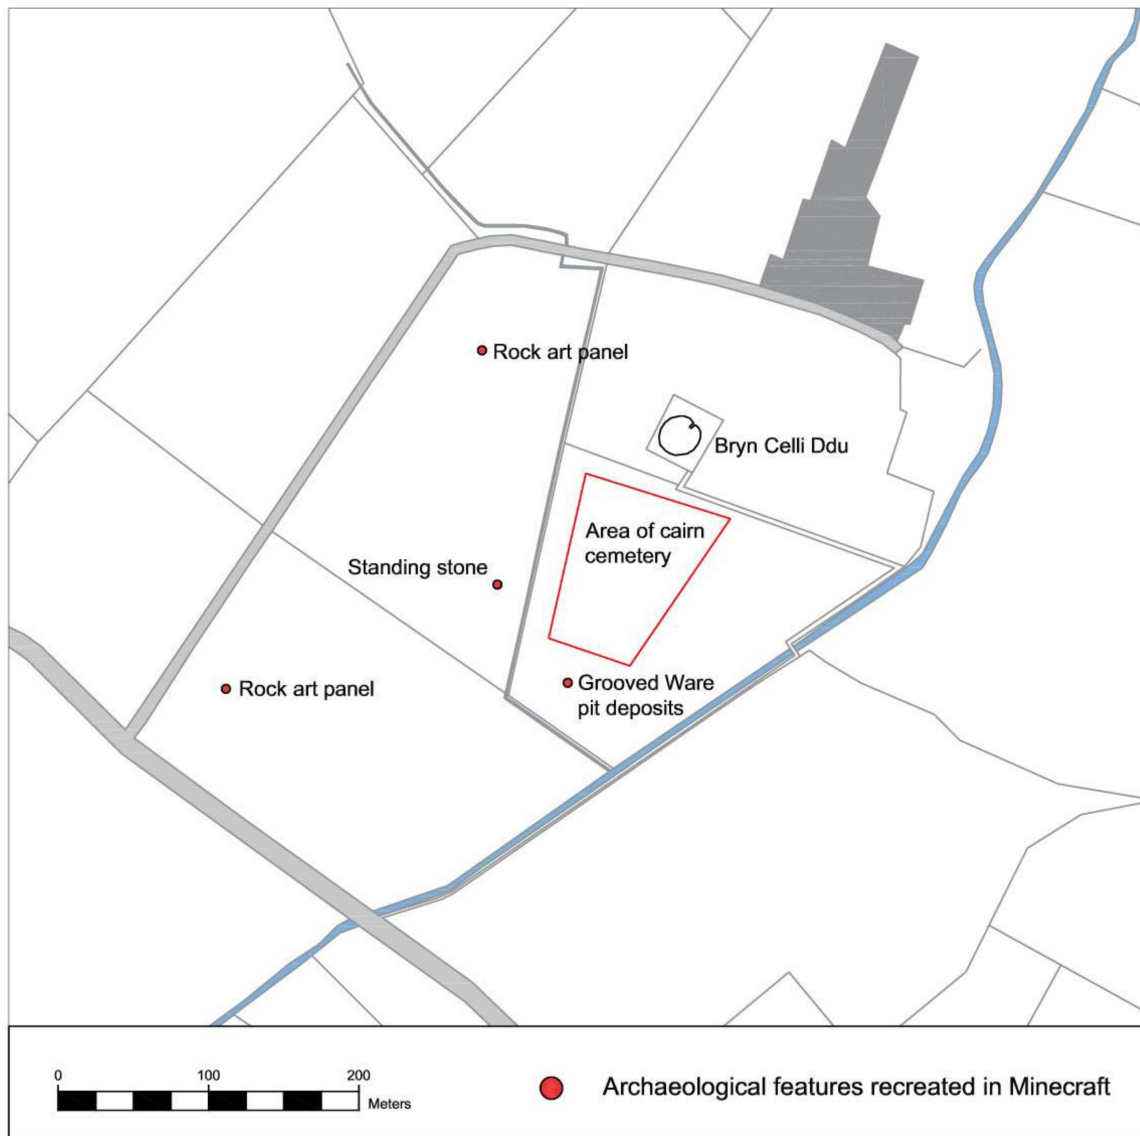 Rock art panel
Bryn Celli Ddu
Area of cairn
cemetery
Standing stone
Rock art panel
Grooved Ware
pit deposits
0 100 200
Meters
Archaeological features recreated in Minecraft